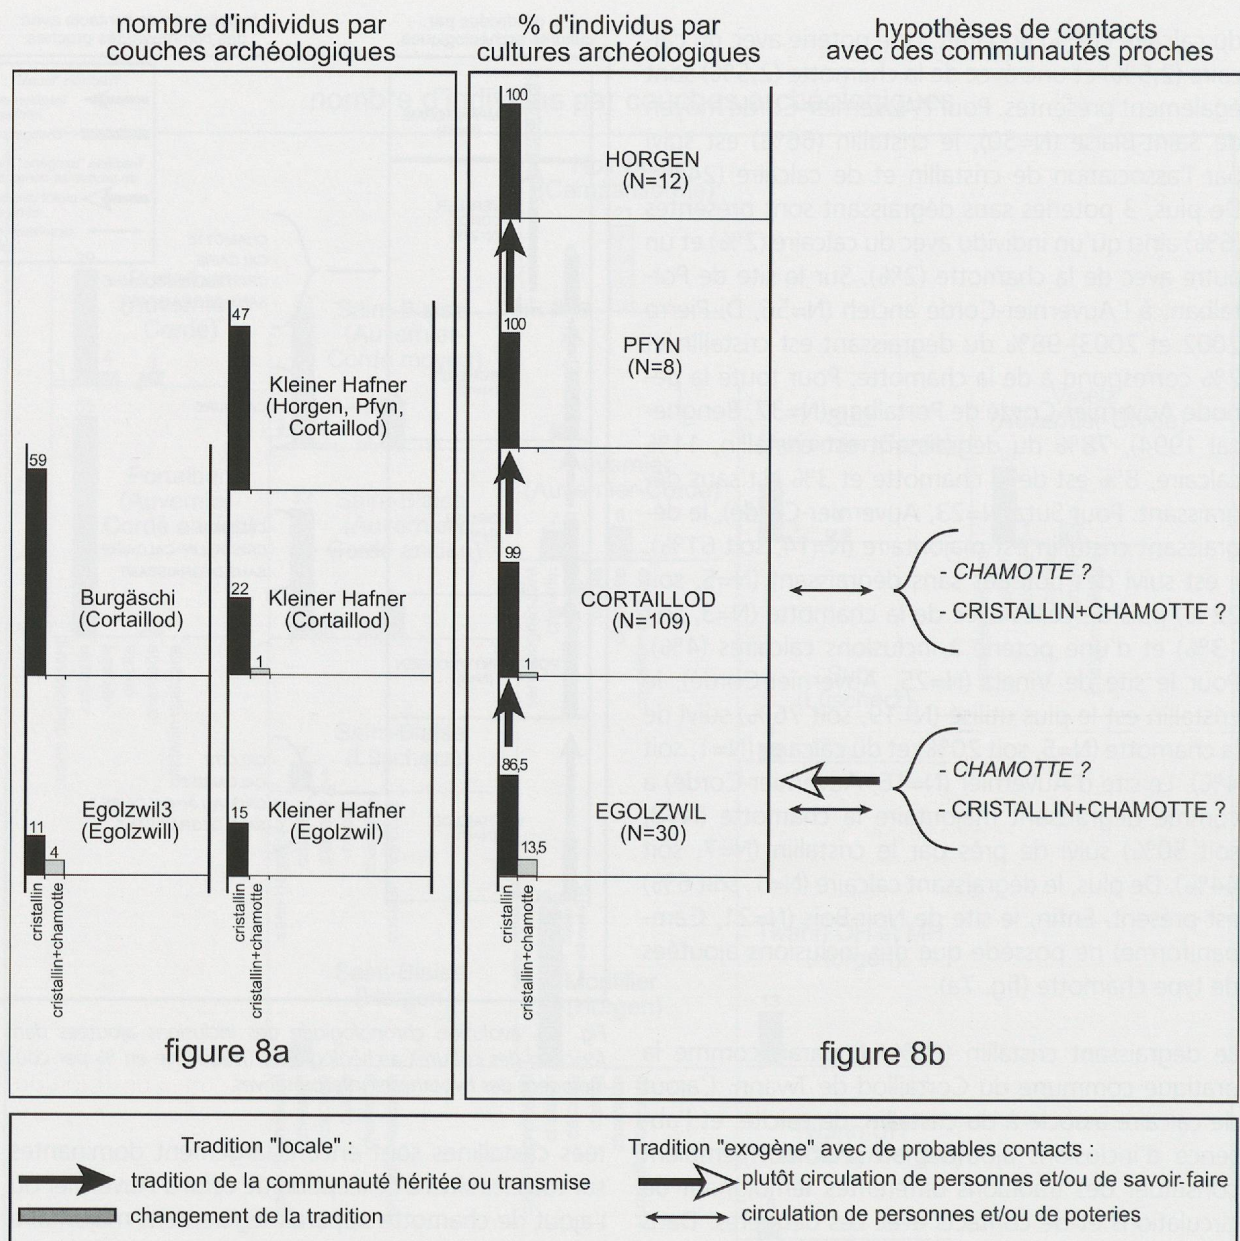 nombre d'individus par
couches archéologiques
% d'individus par
cultures archéologiques
hypothèses de contacts
avec des communautés proches
59
Burgäschi
(Cortaillod)
11
4
Egolzwil3
(Egolzwill)
cristallin
cristallin+chamotte
47
Kleiner Hafner
(Horgen, Pfyn,
Cortaillod)
22
1
Kleiner Hafner
(Cortaillod)
15
Kleiner Hafner
(Egolzwil)
cristallin
cristallin+chamotte
figure 8a
100
HORGEN
(N=12)
100
PFYN
(N=8)
99
1
CORTAILLOD
(N=109)
- CHAMOTTE ?
- CRISTALLIN+CHAMOTTE ?
86,5
13,5
EGOLZWIL
(N=30)
- CHAMOTTE ?
- CRISTALLIN+CHAMOTTE ?
cristallin
cristallin+chamotte
figure 8b
Tradition "locale" :
tradition de la communauté héritée ou transmise
changement de la tradition
Tradition "exogène" avec de probables contacts :
plutôt circulation de personnes et/ou de savoir-faire
circulation de personnes et/ou de poteries